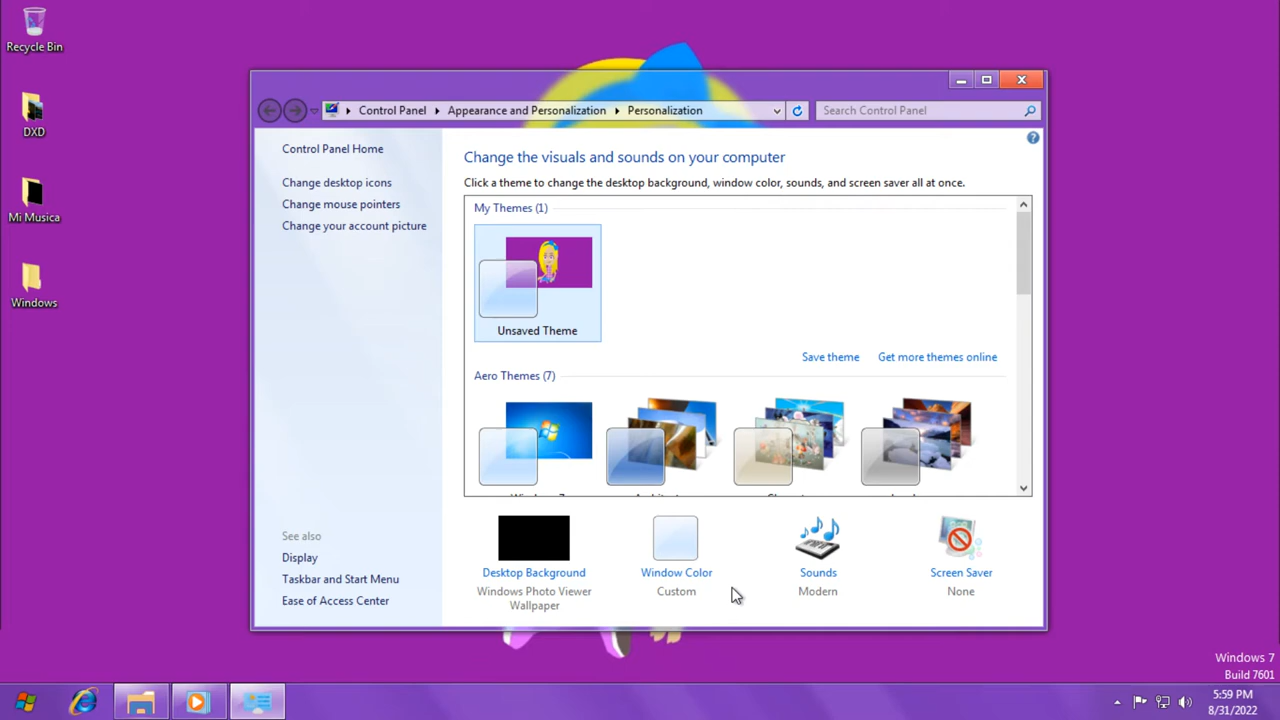 Recycle Bin
DXD
Mi Musica
Windows
Control Panel
Appearance and Personalization
Personalization
Search Control Panel
Control Panel Home
Change desktop icons
Change mouse pointers
Change your account picture
See also
Display
Taskbar and Start Menu
Ease of Access Center
Change the visuals and sounds on your computer
Click a theme to change the desktop background, window color, sounds, and screen saver all at once.
My Themes (1)
Unsaved Theme
Save theme
Get more themes online
Aero Themes (7)
Desktop Background
Windows Photo Viewer
Wallpaper
Window Color
Custom
Sounds
Modern
Screen Saver
None
Windows 7
Build 7601
5:59 PM
8/31/2022